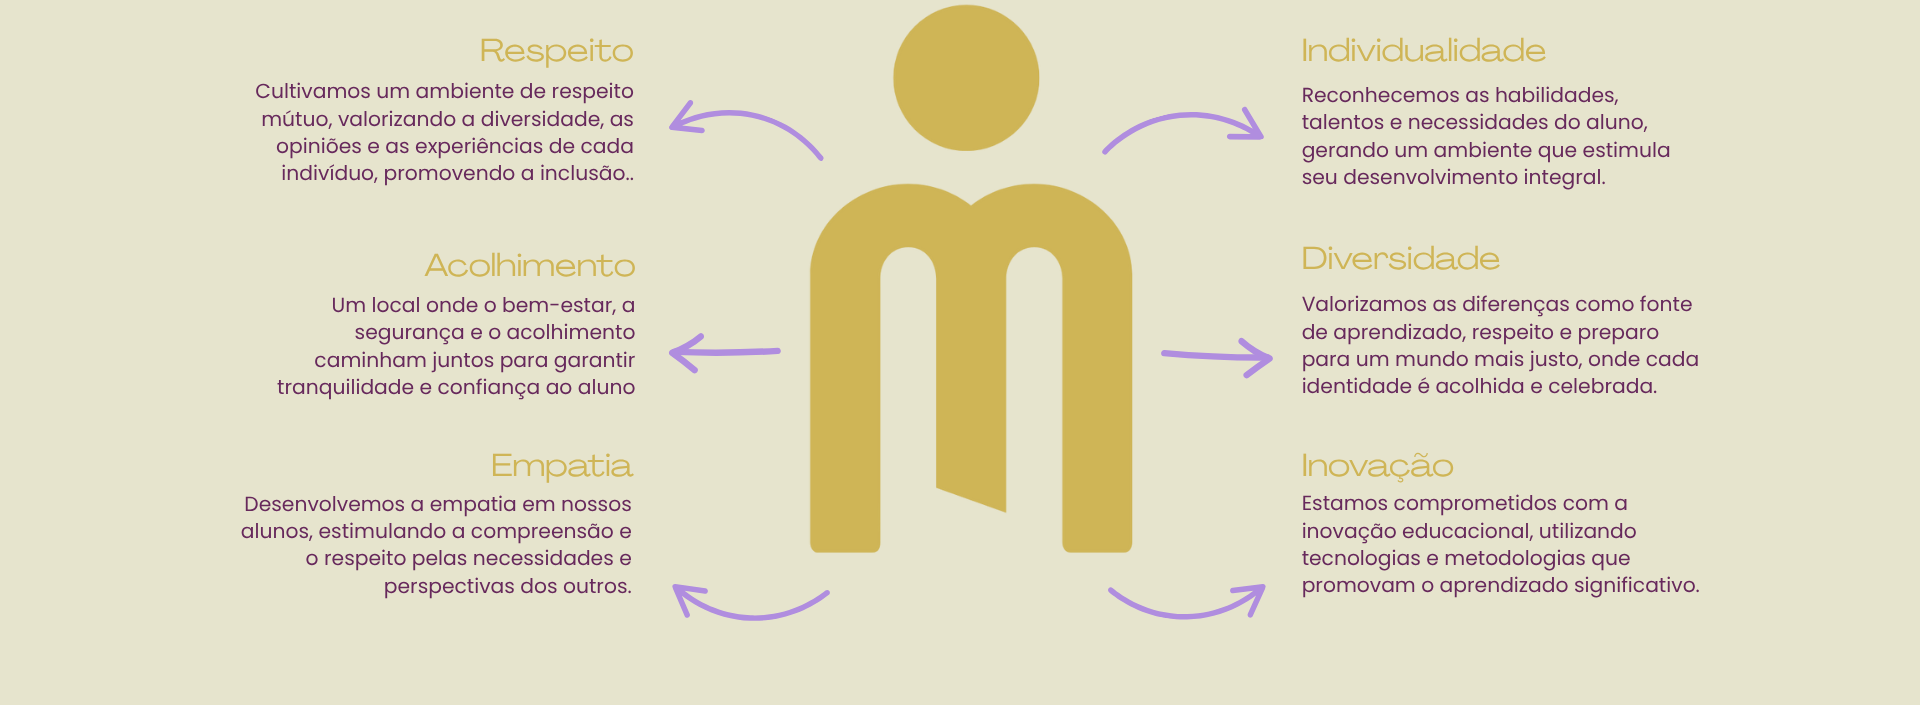 Respeito
Cultivamos um ambiente de respeito
mútuo, valorizando a diversidade, as
opiniões e as experiências de cada
indivíduo, promovendo a inclusão..
Acolhimento
Um local onde o bem-estar, a
segurança e o acolhimento
caminham juntos para garantir
tranquilidade e confiança ao aluno
Empatia
Desenvolvemos a empatia em nossos
alunos, estimulando a compreensão e
o respeito pelas necessidades e
perspectivas dos outros.
Individualidade
Reconhecemos as habilidades,
talentos e necessidades do aluno,
gerando um ambiente que estimula
seu desenvolvimento integral.
Diversidade
Valorizamos as diferenças como fonte
de aprendizado, respeito e preparo
para um mundo mais justo, onde cada
identidade é acolhida e celebrada.
Inovação
Estamos comprometidos com a
inovação educacional, utilizando
tecnologias e metodologias que
promovam o aprendizado significativo.